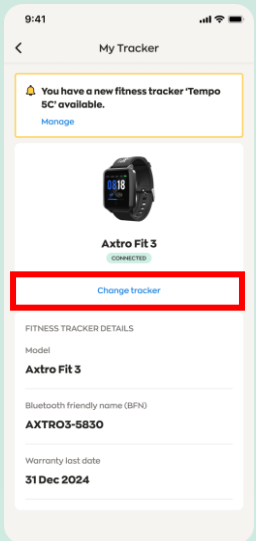 9:41
My Tracker
You have a new fitness tracker 'Tempo
5C' available.
Manage
0818
Axtro Fit 3
CONNECTED
Change tracker
FITNESS TRACKER DETAILS
Model
Axtro Fit 3
Bluetooth friendly name (BFN)
AXTRO3-5830
Warranty last date
31 Dec 2024